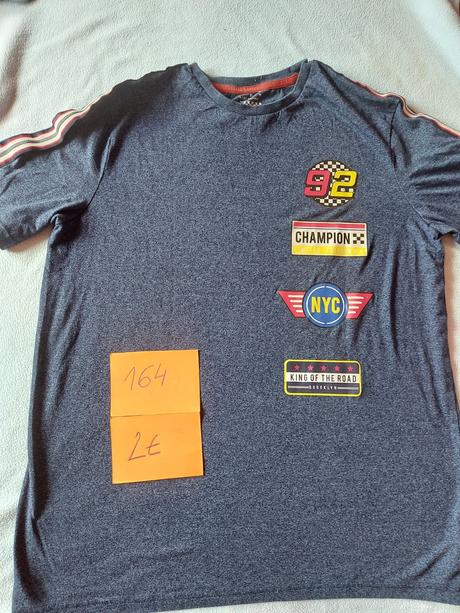 92
CHAMPION
NYC
KING OF THE ROAD
BROOKLYN
164
2€